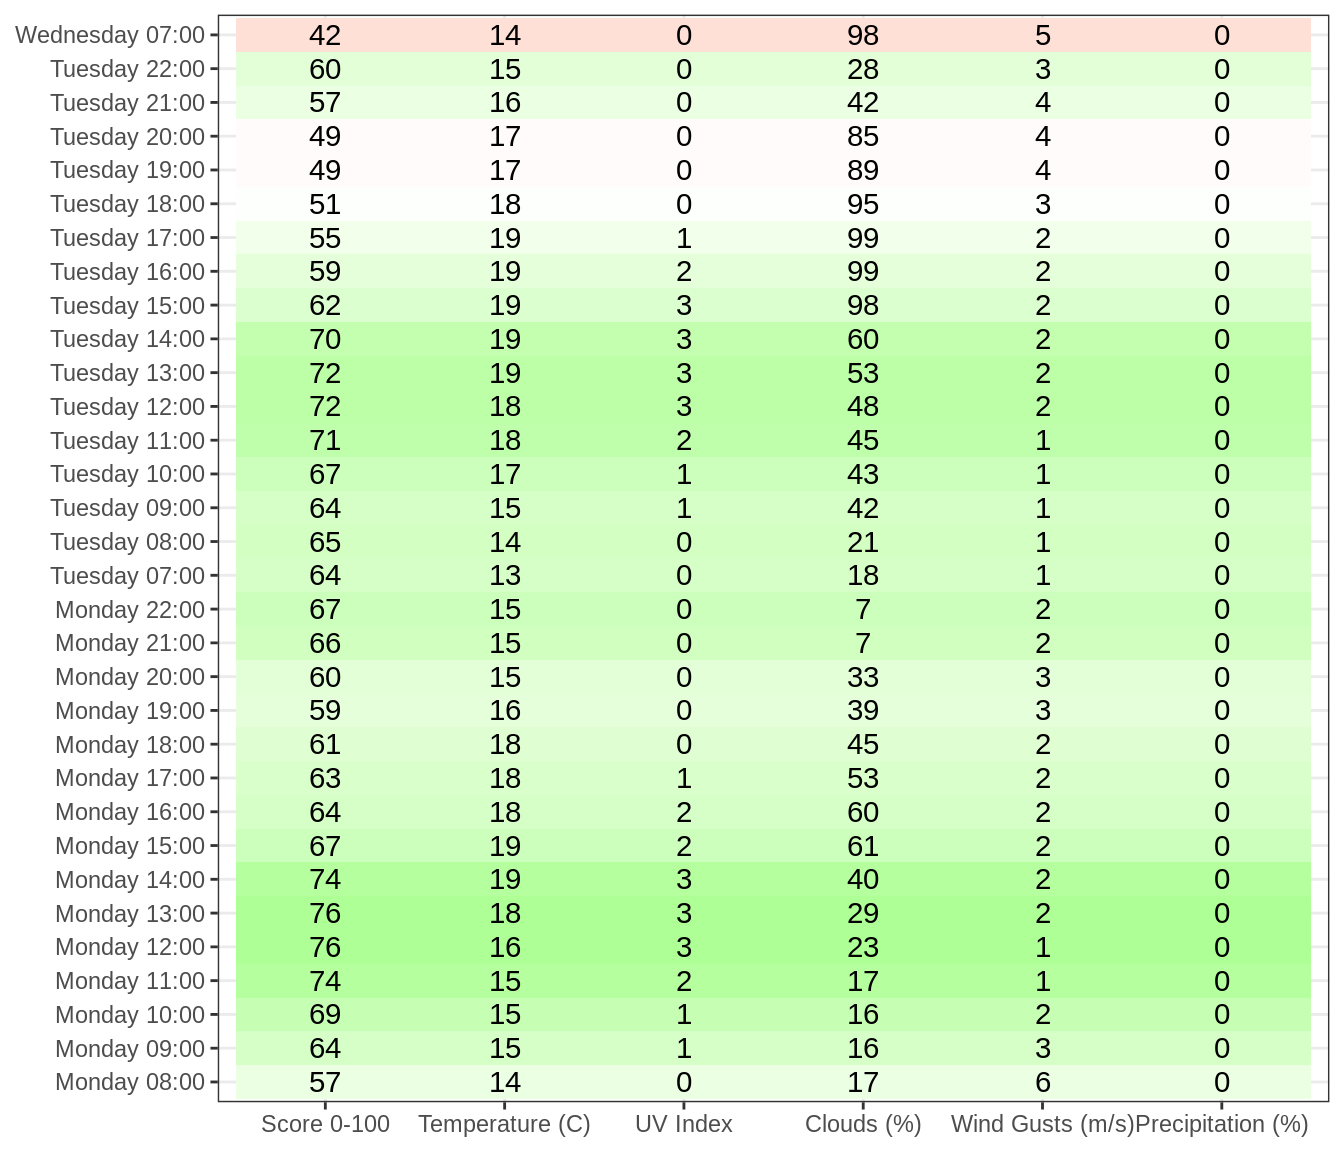 Wednesday 07:00 42 14 0 98 5 0
Tuesday 22:00 60 15 0 28 3 0
Tuesday 21:00 57 16 0 42 4 0
Tuesday 20:00 49 17 0 85 4 0
Tuesday 19:00 49 17 0 89 4 0
Tuesday 18:00 51 18 0 95 3 0
Tuesday 17:00 55 19 1 99 2 0
Tuesday 16:00 59 19 2 99 2 0
Tuesday 15:00 62 19 3 98 2 0
Tuesday 14:00 70 19 3 60 2 0
Tuesday 13:00 72 19 3 53 2 0
Tuesday 12:00 72 18 3 48 2 0
Tuesday 11:00 71 18 2 45 1 0
Tuesday 10:00 67 17 1 43 1 0
Tuesday 09:00 64 15 1 42 1 0
Tuesday 08:00 65 14 0 21 1 0
Tuesday 07:00 64 13 0 18 1 0
Monday 22:00 67 15 0 7 2 0
Monday 21:00 66 15 0 7 2 0
Monday 20:00 60 15 0 33 3 0
Monday 19:00 59 16 0 39 3 0
Monday 18:00 61 18 0 45 2 0
Monday 17:00 63 18 1 53 2 0
Monday 16:00 64 18 2 60 2 0
Monday 15:00 67 19 2 61 2 0
Monday 14:00 74 19 3 40 2 0
Monday 13:00 76 18 3 29 2 0
Monday 12:00 76 16 3 23 1 0
Monday 11:00 74 15 2 17 1 0
Monday 10:00 69 15 1 16 2 0
Monday 09:00 64 15 1 16 3 0
Monday 08:00 57 14 0 17 6 0
Score 0-100 Temperature (C) UV Index Clouds (%) Wind Gusts (m/s) Precipitation (%)